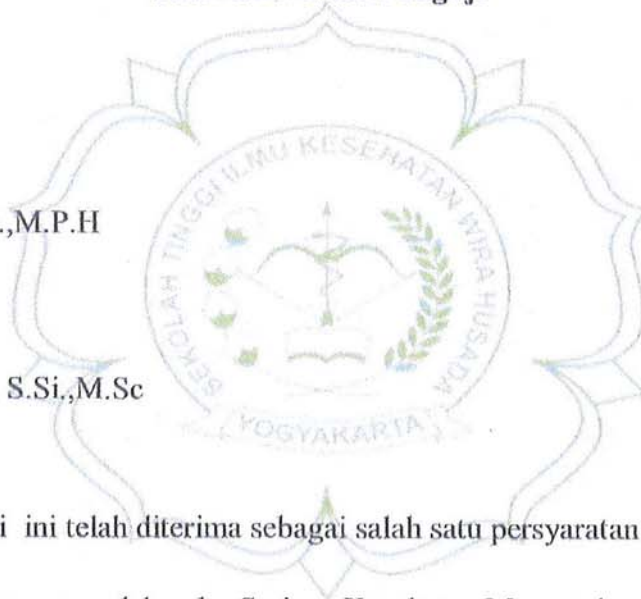 SEKOLAH TINGGI ILMU KESEHATAN WIRA HUSADA
.,M.P.H
S.Si.,M.Sc
YOGYAKARTA
i ini telah diterima sebagai salah satu persyaratan